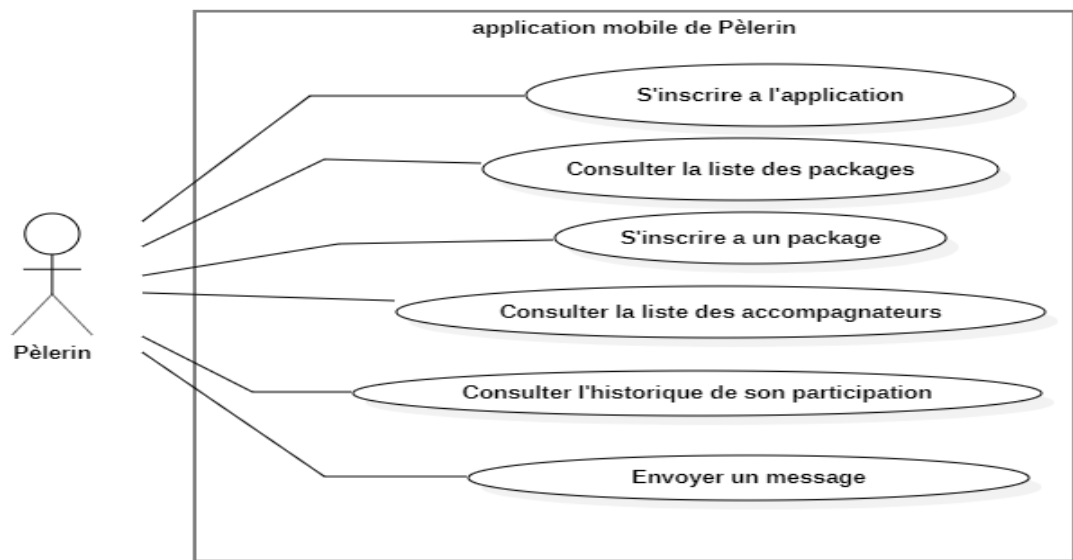 application mobile de Pèlerin
S'inscrire a l'application
Consulter la liste des packages
S'inscrire a un package
Consulter la liste des accompagnateurs
Pèlerin
Consulter l'historique de son participation
Envoyer un message